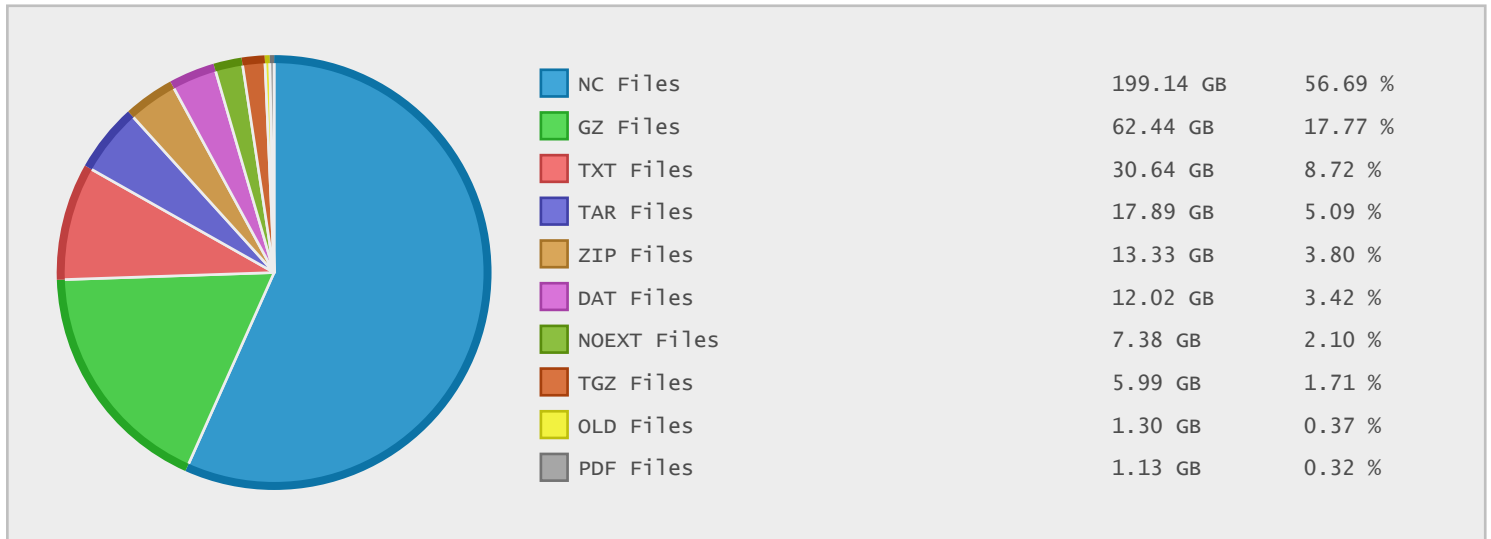 NC Files 199.14 GB 56.69 %
GZ Files 62.44 GB 17.77 %
TXT Files 30.64 GB 8.72 %
TAR Files 17.89 GB 5.09 %
ZIP Files 13.33 GB 3.80 %
DAT Files 12.02 GB 3.42 %
NOEXT Files 7.38 GB 2.10 %
TGZ Files 5.99 GB 1.71 %
OLD Files 1.30 GB 0.37 %
PDF Files 1.13 GB 0.32 %